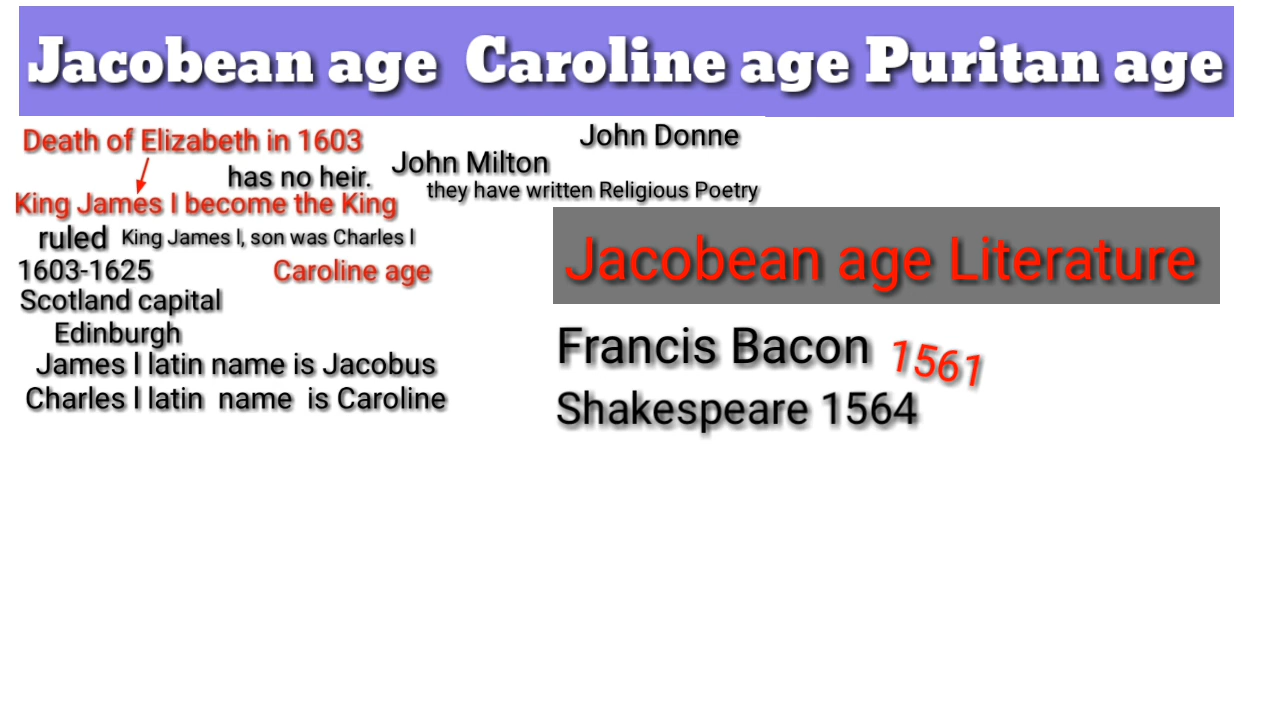 Jacobean age Caroline age Puritan age
Death of Elizabeth in 1603
has no heir.
King James I become the King
ruled King James I, son was Charles l
1603-1625 Caroline age
Scotland capital
Edinburgh
James l latin name is Jacobus
Charles l latin name is Caroline
John Donne
John Milton
they have written Religious Poetry
Jacobean age Literature
Francis Bacon 1561
Shakespeare 1564